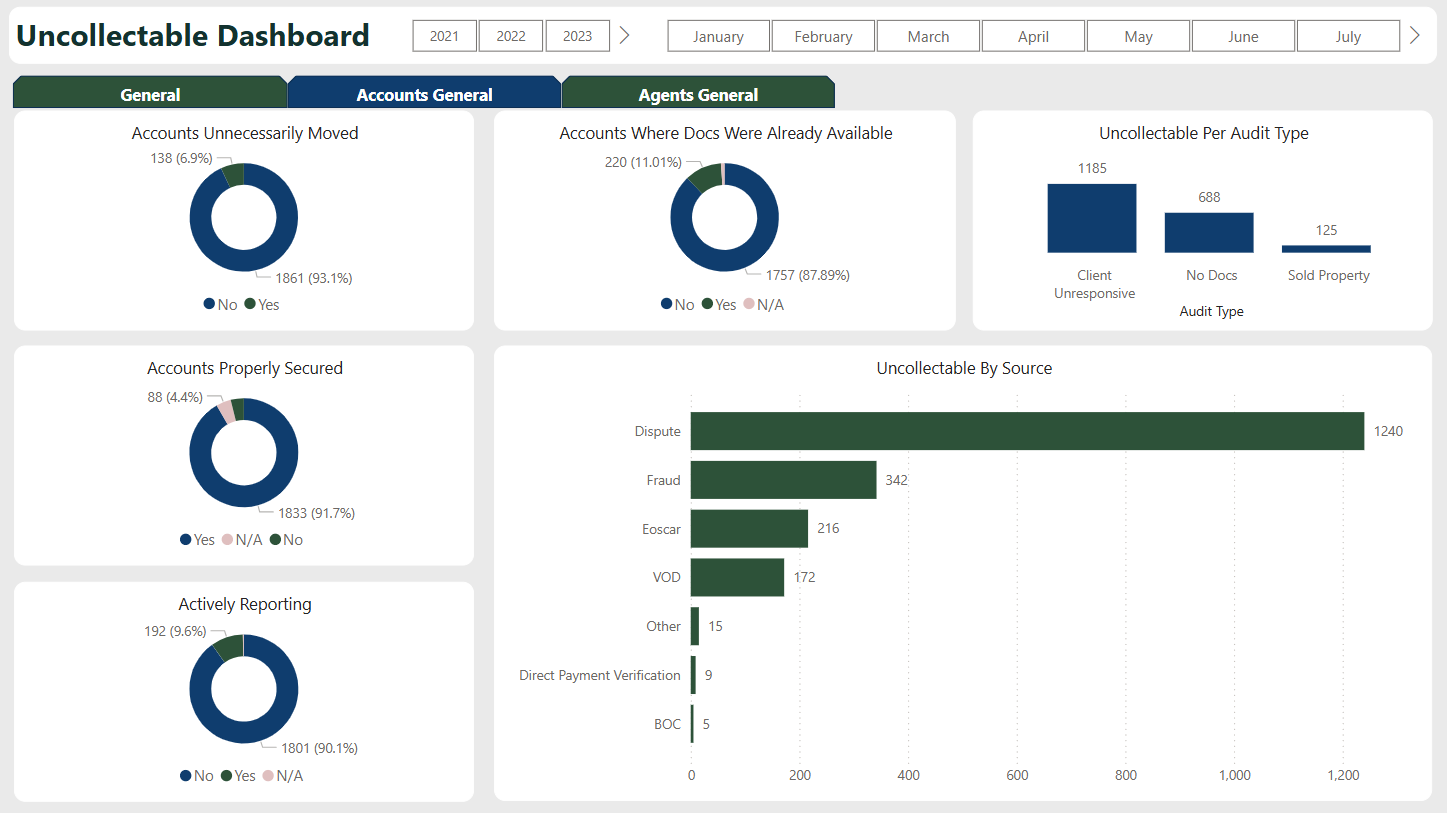 Uncollectable Dashboard
2021
2022
2023
January
February
March
April
May
June
July
General
Accounts General
Agents General
Accounts Unnecessarily Moved
138 (6.9%)
1861 (93.1%)
No Yes
Accounts Where Docs Were Already Available
220 (11.01%)
1757 (87.89%)
No Yes N/A
Uncollectable Per Audit Type
1185
688
125
Client
Unresponsive
No Docs
Sold Property
Audit Type
Accounts Properly Secured
88 (4.4%)
1833 (91.7%)
Yes N/A No
Actively Reporting
192 (9.6%)
1801 (90.1%)
No Yes N/A
Uncollectable By Source
Dispute 1240
Fraud 342
Eoscar 216
VOD 172
Other 15
Direct Payment Verification 9
BOC 5
0 200 400 600 800 1,000 1,200